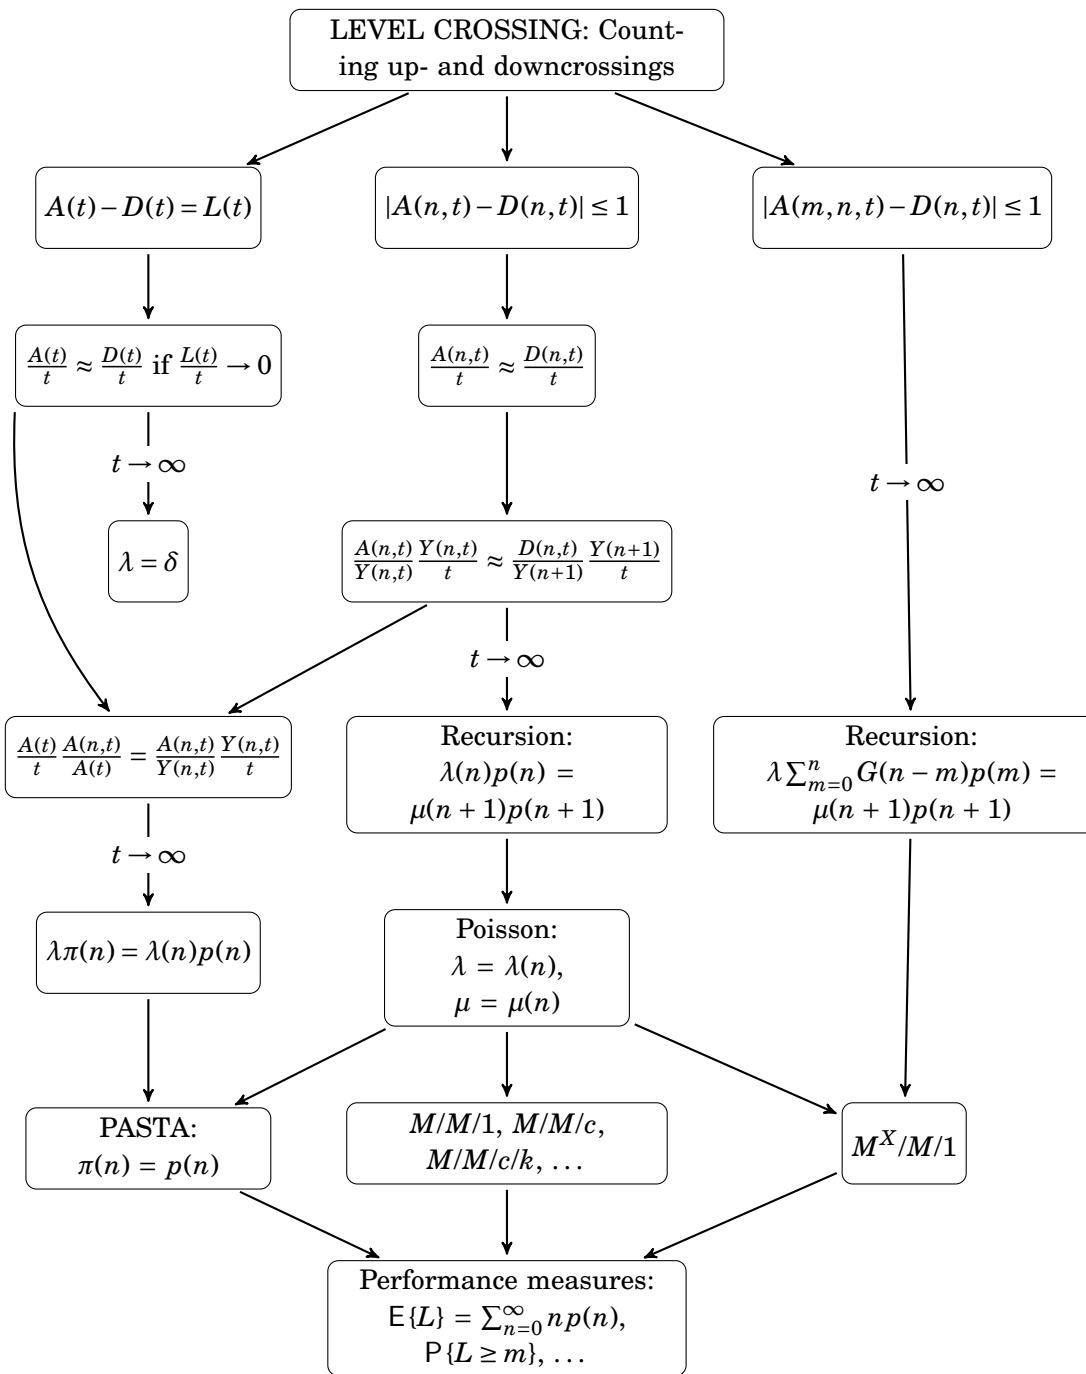 LEVEL CROSSING: Count-
ing up- and downcrossings
A(t) − D(t) = L(t)
|A(n,t) − D(n,t)| ≤ 1
|A(m,n,t) − D(n,t)| ≤ 1
A(t)/t ≈ D(t)/t if L(t)/t → 0
A(n,t)/t ≈ D(n,t)/t
t → ∞
t → ∞
λ = δ
A(n,t)/Y(n,t) Y(n,t)/t ≈ D(n,t)/Y(n+1) Y(n+1)/t
t → ∞
A(t)/t A(n,t)/A(t) = A(n,t)/Y(n,t) Y(n,t)/t
Recursion:
λ(n)p(n) =
μ(n+1)p(n+1)
Recursion:
λ∑_{m=0}^{n} G(n−m)p(m) =
μ(n+1)p(n+1)
t → ∞
λπ(n) = λ(n)p(n)
Poisson:
λ = λ(n),
μ = μ(n)
PASTA:
π(n) = p(n)
M/M/1, M/M/c,
M/M/c/k, ...
M^X/M/1
Performance measures:
E{L} = ∑_{n=0}^{∞} np(n),
P{L ≥ m}, ...